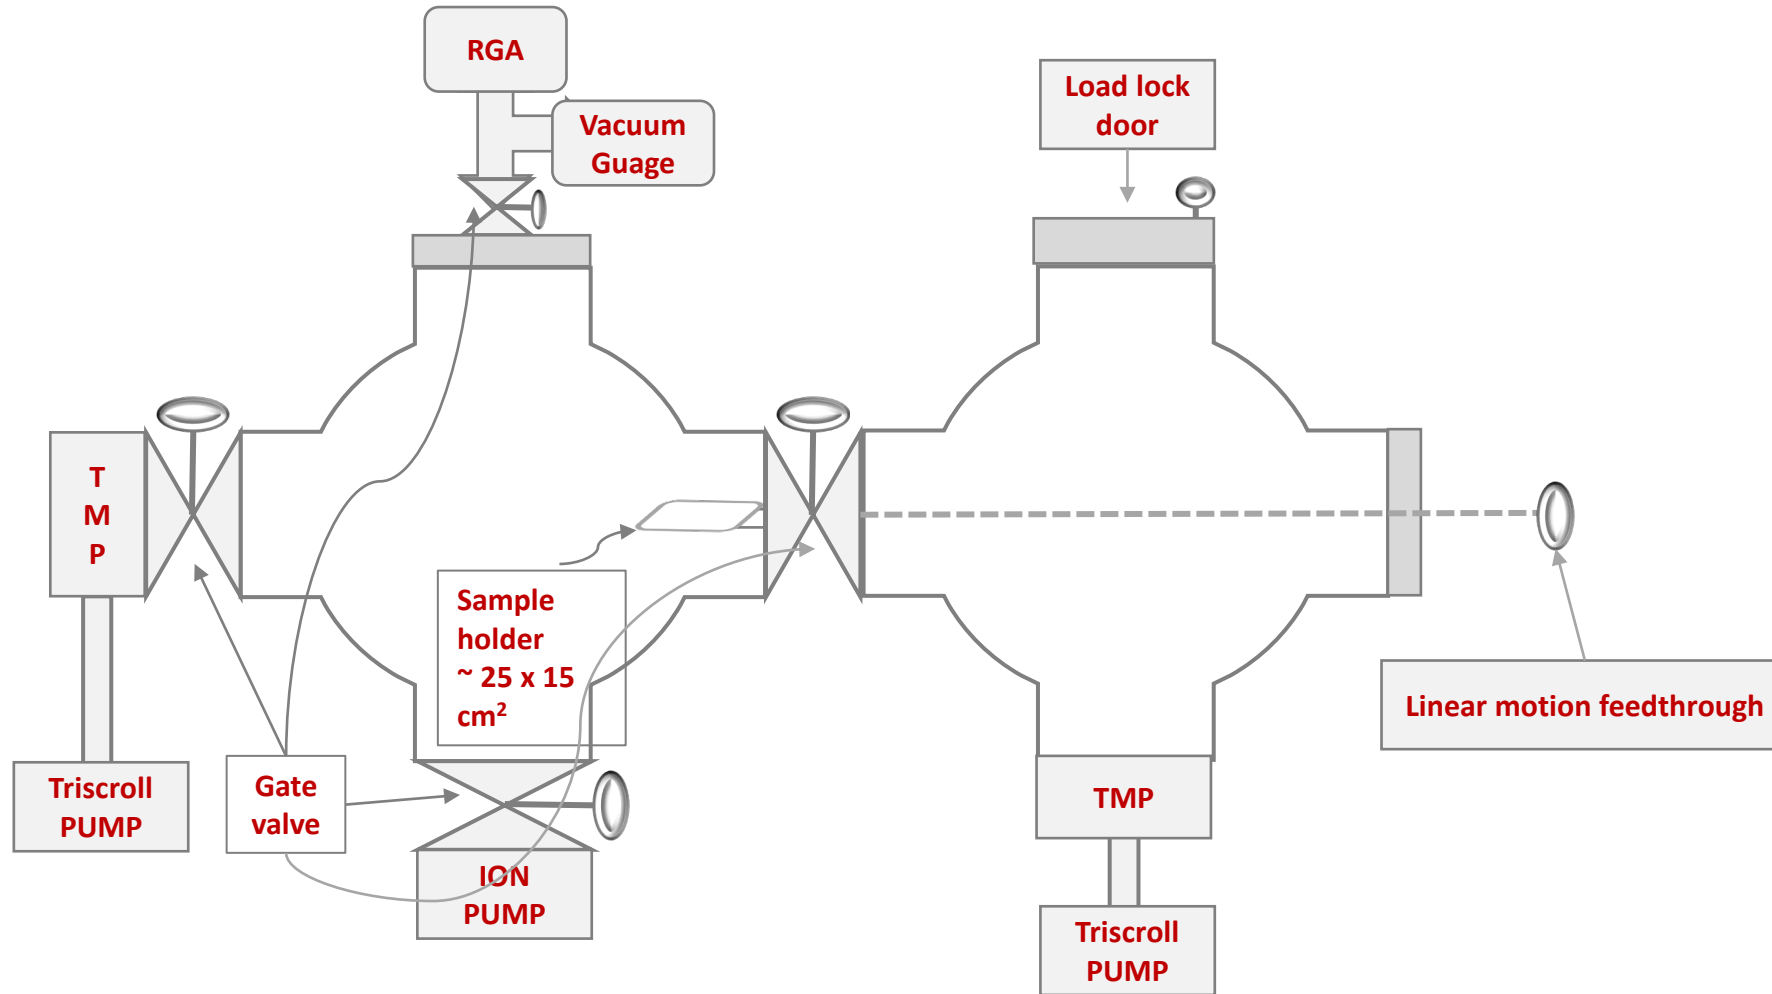 RGA
Vacuum
Guage
Load lock
door
T
M
P
Sample
holder
~ 25 x 15
cm²
Linear motion feedthrough
Triscroll
PUMP
Gate
valve
TMP
ION
PUMP
Triscroll
PUMP